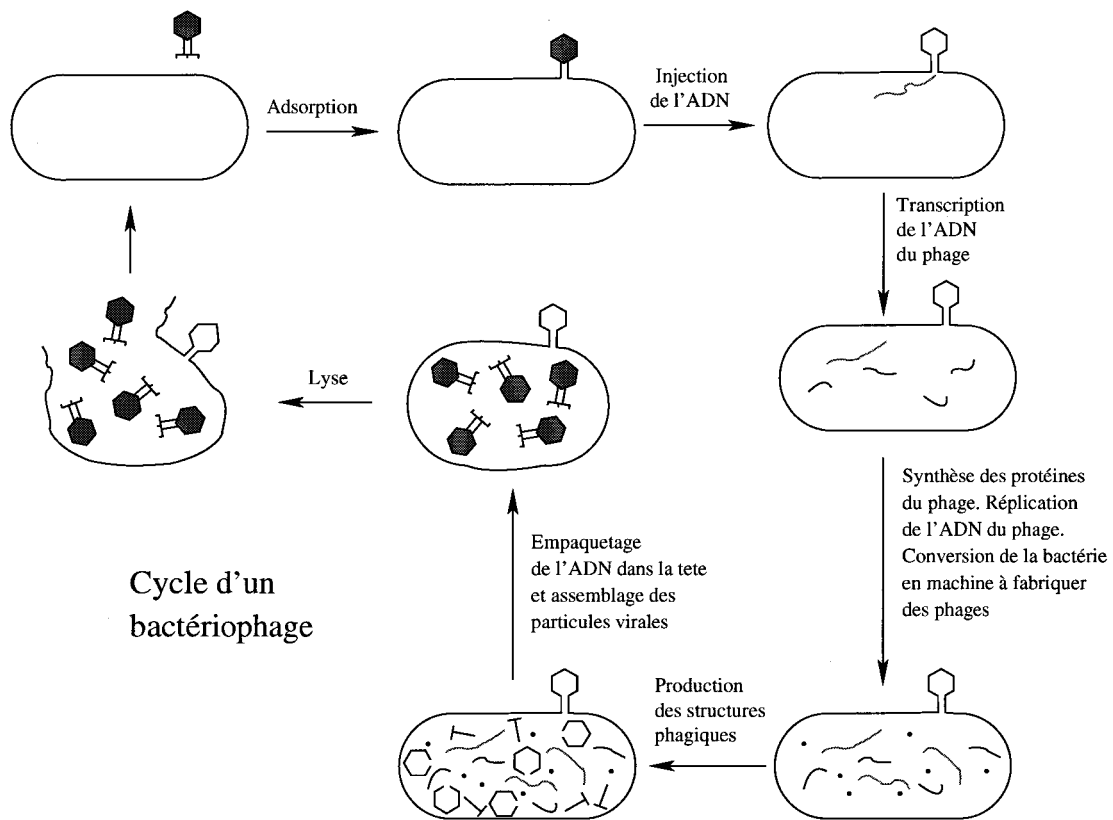 Adsorption
Injection
de l'ADN
Transcription
de l'ADN
du phage
Synthèse des protéines
du phage. Réplication
de l'ADN du phage.
Conversion de la bactérie
en machine à fabriquer
des phages
Production
des structures
phagiques
Empaquetage
de l'ADN dans la tete
et assemblage des
particules virales
Lyse
Cycle d'un
bactériophage